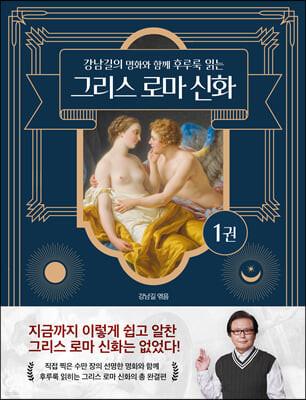 강남길의 명화와 함께 후루룩 읽는
그리스 로마 신화
1권
강남길 엮음
지금까지 이렇게 쉽고 알찬
그리스 로마 신화는 없었다!
직접 찍은 수만 장의 선명한 명화와 함께
후루룩 읽히는 그리스 로마 신화의 총 완결편